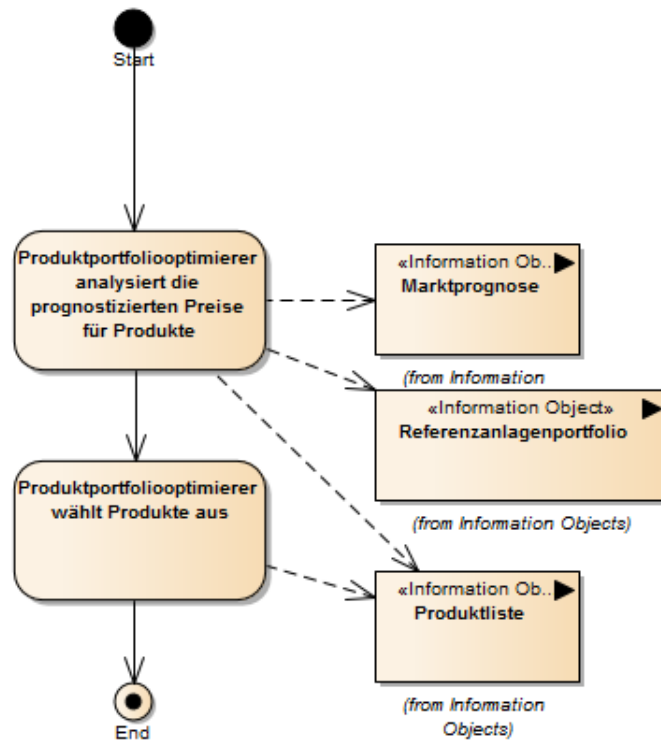 Start
Produktportfoliooptimierer
analysiert die
prognostizierten Preise
für Produkte
«Information Ob..
Marktprognose
(from Information
«Information Object»
Referenzanlagenportfolio
(from Information Objects)
Produktportfoliooptimierer
wählt Produkte aus
«Information Ob..
Produktliste
(from Information
Objects)
End